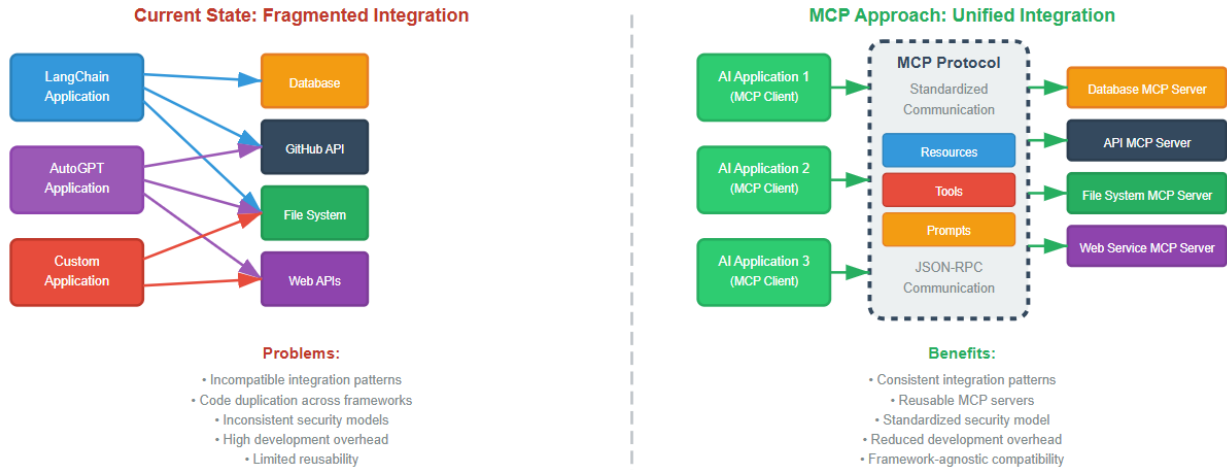 Current State: Fragmented Integration
LangChain
Application
AutoGPT
Application
Custom
Application
Database
GitHub API
File System
Web APIs
Problems:
• Incompatible integration patterns
• Code duplication across frameworks
• Inconsistent security models
• High development overhead
• Limited reusability
MCP Approach: Unified Integration
AI Application 1
(MCP Client)
AI Application 2
(MCP Client)
AI Application 3
(MCP Client)
MCP Protocol
Standardized
Communication
Resources
Tools
Prompts
JSON-RPC
Communication
Database MCP Server
API MCP Server
File System MCP Server
Web Service MCP Server
Benefits:
• Consistent integration patterns
• Reusable MCP servers
• Standardized security model
• Reduced development overhead
• Framework-agnostic compatibility